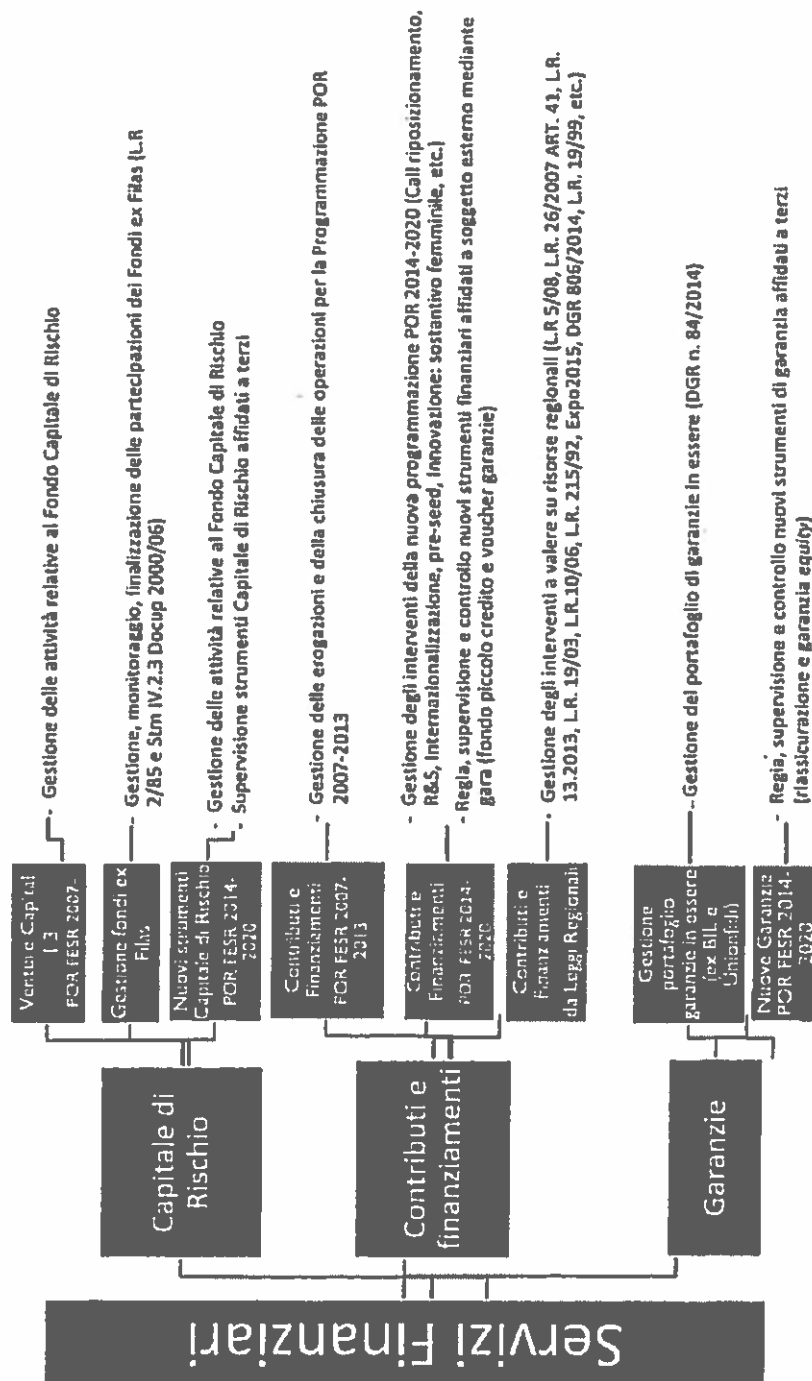 Servizi Finanziari
Capitale di
Rischio
Venture Capital
I.3
POR FESR 2007-
- Gestione delle attività relative al Fondo Capitale di Rischio
Gestione fondi ex
Filas
- Gestione, monitoraggio, finalizzazione delle partecipazioni dei Fondi ex Filas (L.R
2/85 e Stm IV.2.3 Docup 2000/06)
Nuovi strumenti
Capitale di Rischio
POR FESR 2014-
2020
- Gestione delle attività relative al Fondo Capitale di Rischio
- Supervisione strumenti Capitale di Rischio affidati a terzi
Contributi e
finanziamenti
Contributi e
Finanziamenti
POR FESR 2007-
2013
- Gestione delle erogazioni e della chiusura delle operazioni per la Programmazione POR
2007-2013
Contributi e
Finanziamenti
POR FESR 2014-
2020
- Gestione degli interventi della nuova programmazione POR 2014-2020 (Call riposizionamento,
R&S, Internazionalizzazione, pre-seed, Innovazione: sostantivo femminile, etc.)
- Regia, supervisione e controllo nuovi strumenti finanziari affidati a soggetto esterno mediante
gara (fondo piccolo credito e voucher garanzie)
Contributi e
finanziamenti
da Leggi Regionali
- Gestione degli interventi a valere su risorse regionali (L.R 5/08, L.R. 26/2007 ART. 41, L.R.
13.2013, L.R. 19/03, L.R.10/06, L.R. 215/92, Expo2015, DGR 806/2014, L.R. 19/99, etc.)
Garanzie
Gestione
portafoglio
garanzie in essere
(ex BIL e
Unionfidi)
- Gestione del portafoglio di garanzie in essere (DGR n. 84/2014)
Nuove Garanzie
POR FESR 2014-
2020
- Regia, supervisione e controllo nuovi strumenti di garanzia affidati a terzi
(riassicurazione e garanzia equity)